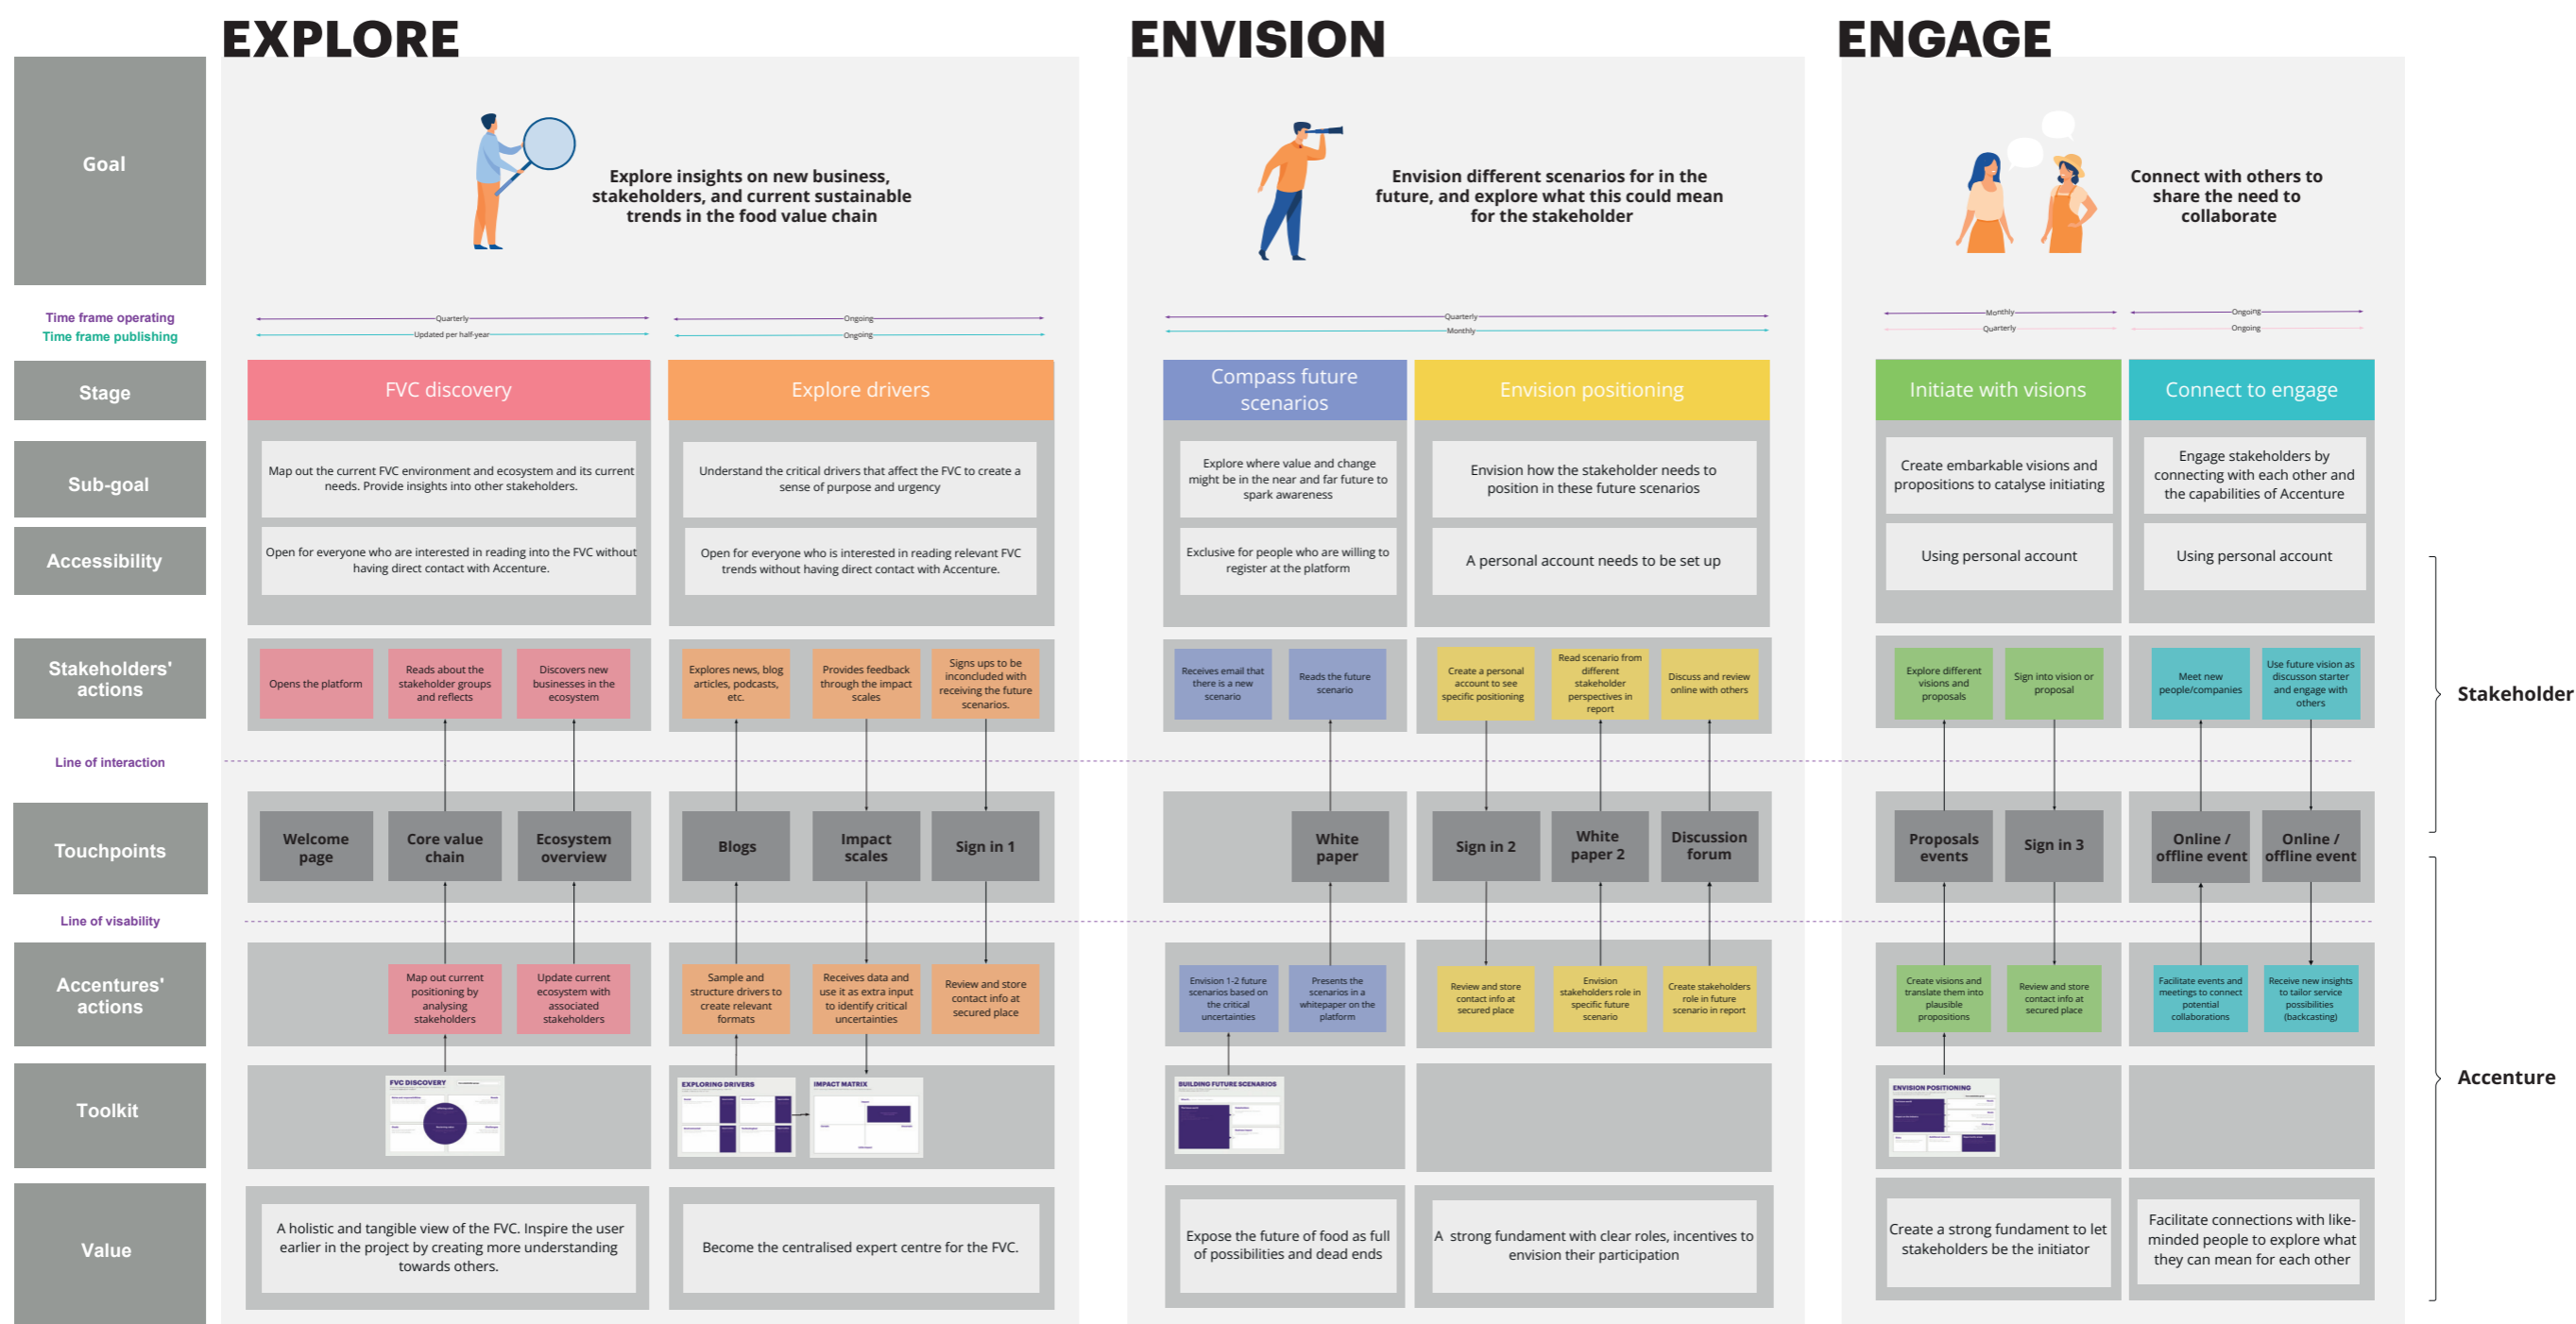 EXPLORE
ENVISION
ENGAGE
Goal
Explore insights on new business,
stakeholders, and current sustainable
trends in the food value chain
Envision different scenarios for in the
future, and explore what this could mean
for the stakeholder
Connect with others to
share the need to
collaborate
Time frame operating
Time frame publishing
Quarterly
Updated per half-year
Ongoing
Ongoing
Quarterly
Monthly
Monthly
Quarterly
Ongoing
Ongoing
Stage
FVC discovery
Explore drivers
Compass future
scenarios
Envision positioning
Initiate with visions
Connect to engage
Sub-goal
Map out the current FVC environment and ecosystem and its current
needs. Provide insights into other stakeholders.
Understand the critical drivers that affect the FVC to create a
sense of purpose and urgency
Explore where value and change
might be in the near and far future to
spark awareness
Envision how the stakeholder needs to
position in these future scenarios
Create embarkable visions and
propositions to catalyse initiating
Engage stakeholders by
connecting with each other and
the capabilities of Accenture
Accessibility
Open for everyone who are interested in reading into the FVC without
having direct contact with Accenture.
Open for everyone who is interested in reading relevant FVC
trends without having direct contact with Accenture.
Exclusive for people who are willing to
register at the platform
A personal account needs to be set up
Using personal account
Using personal account
Stakeholders'
actions
Opens the platform
Reads about the
stakeholder groups
and reflects
Discovers new
businesses in the
ecosystem
Explores news, blog
articles, podcasts,
etc.
Provides feedback
through the impact
scales
Signs ups to be
inconcluded with
receiving the future
scenarios.
Receives email that
there is a new
scenario
Reads the future
scenario
Create a personal
account to see
specific positioning
Read scenario from
different
stakeholder
perspectives in
report
Discuss and review
online with others
Explore different
visions and
proposals
Sign into vision or
proposal
Meet new
people/companies
Use future vision as
discusson starter
and engage with
others
Stakeholder
Line of interaction
Touchpoints
Welcome
page
Core value
chain
Ecosystem
overview
Blogs
Impact
scales
Sign in 1
White
paper
Sign in 2
White
paper 2
Discussion
forum
Proposals
events
Sign in 3
Online /
offline event
Online /
offline event
Line of visability
Accentures'
actions
Map out current
positioning by
analysing
stakeholders
Update current
ecosystem with
associated
stakeholders
Sample and
structure drivers to
create relevant
formats
Receives data and
use it as extra input
to identify critical
uncertainties
Review and store
contact info at
secured place
Envision 1-2 future
scenarios based on
the critical
uncertainties
Presents the
scenarios in a
whitepaper on the
platform
Review and store
contact info at
secured place
Envision
stakeholders role in
specific future
scenario
Create stakeholders
role in future
scenario in report
Create visions and
translate them into
plausible
propositions
Review and store
contact info at
secured place
Facilitate events and
meetings to connect
potential
collaborations
Receive new insights
to tailor service
possibilities
(backcasting)
Accenture
Toolkit
FVC DISCOVERY
EXPLORING DRIVERS
IMPACT MATRIX
BUILDING FUTURE SCENARIOS
ENVISION POSITIONING
Value
A holistic and tangible view of the FVC. Inspire the user
earlier in the project by creating more understanding
towards others.
Become the centralised expert centre for the FVC.
Expose the future of food as full
of possibilities and dead ends
A strong fundament with clear roles, incentives to
envision their participation
Create a strong fundament to let
stakeholders be the initiator
Facilitate connections with like-
minded people to explore what
they can mean for each other